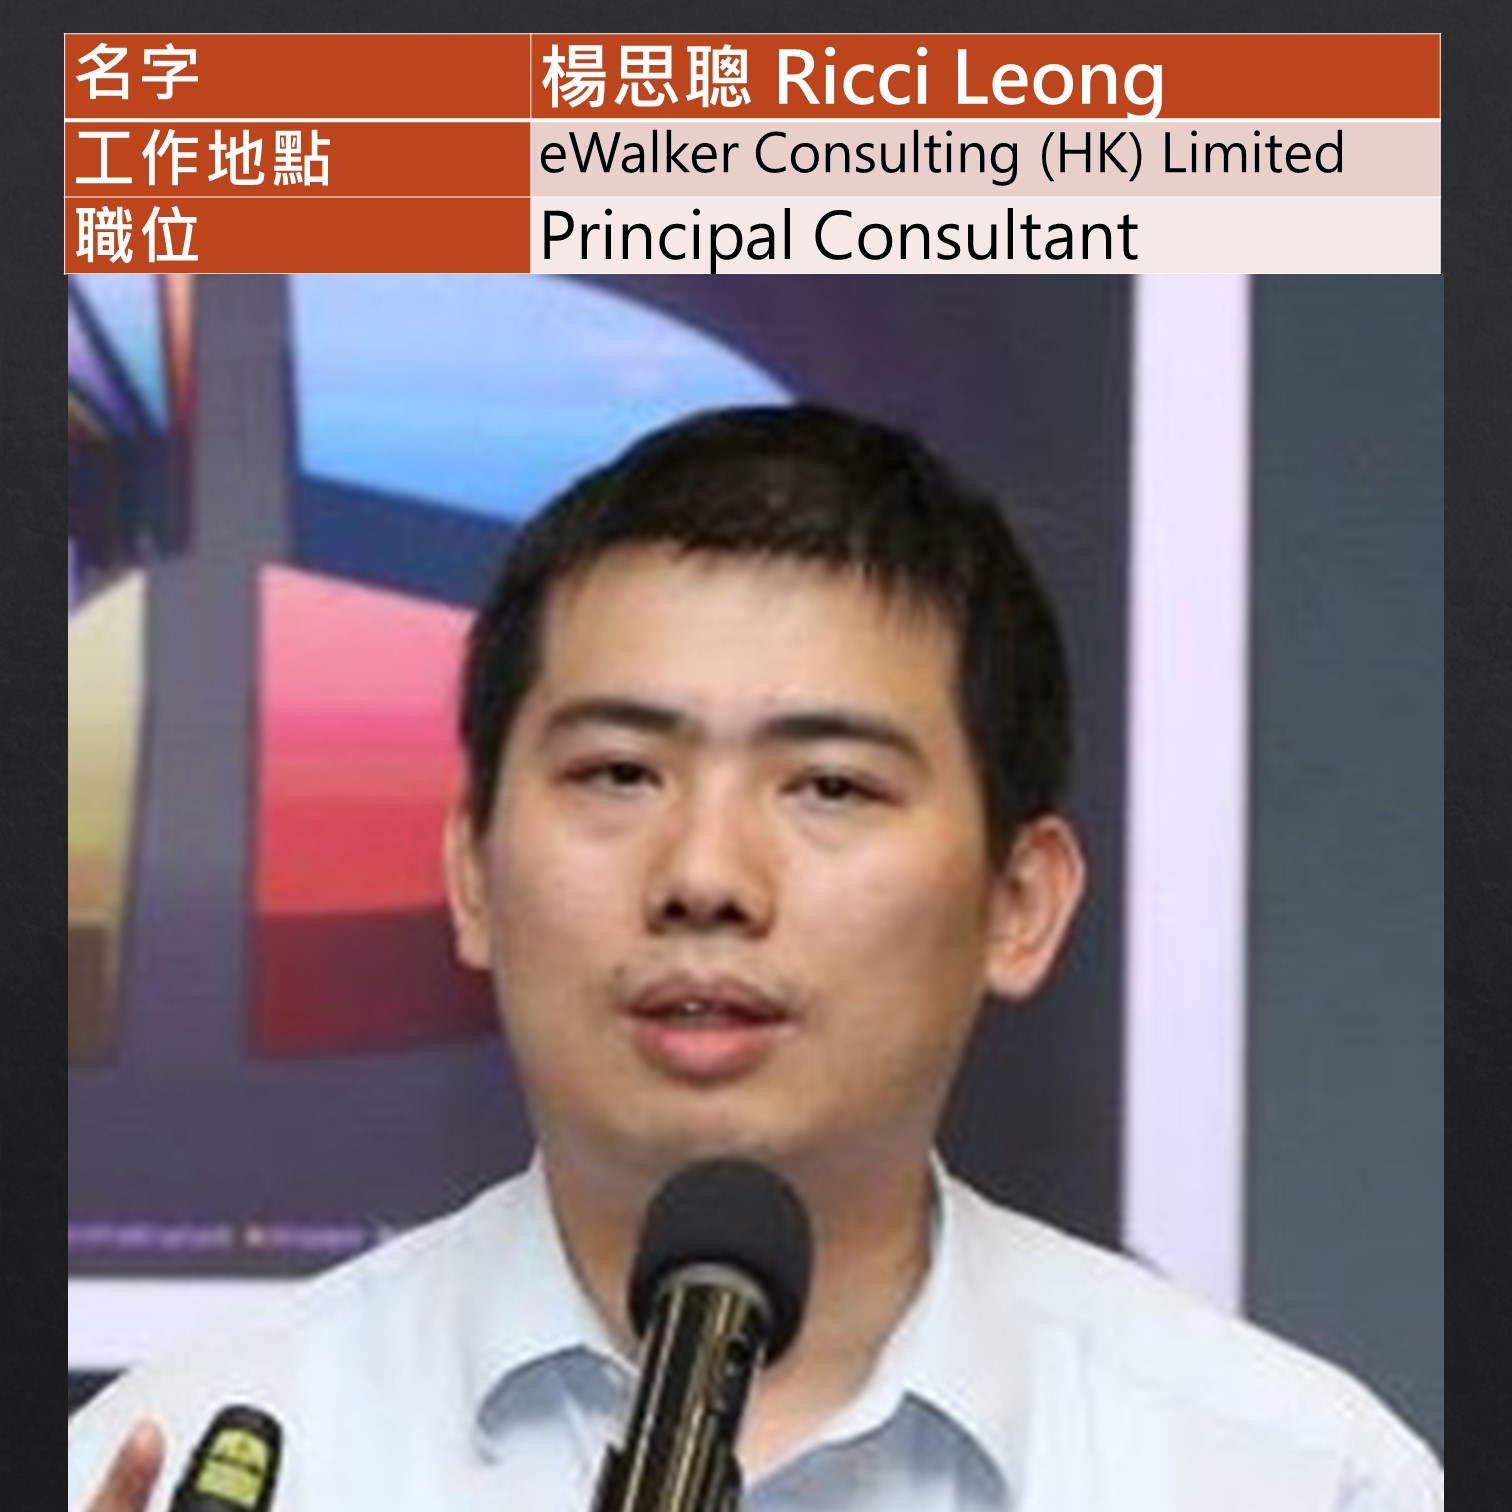 名字 楊思聰 Ricci Leong
工作地點 eWalker Consulting (HK) Limited
職位 Principal Consultant